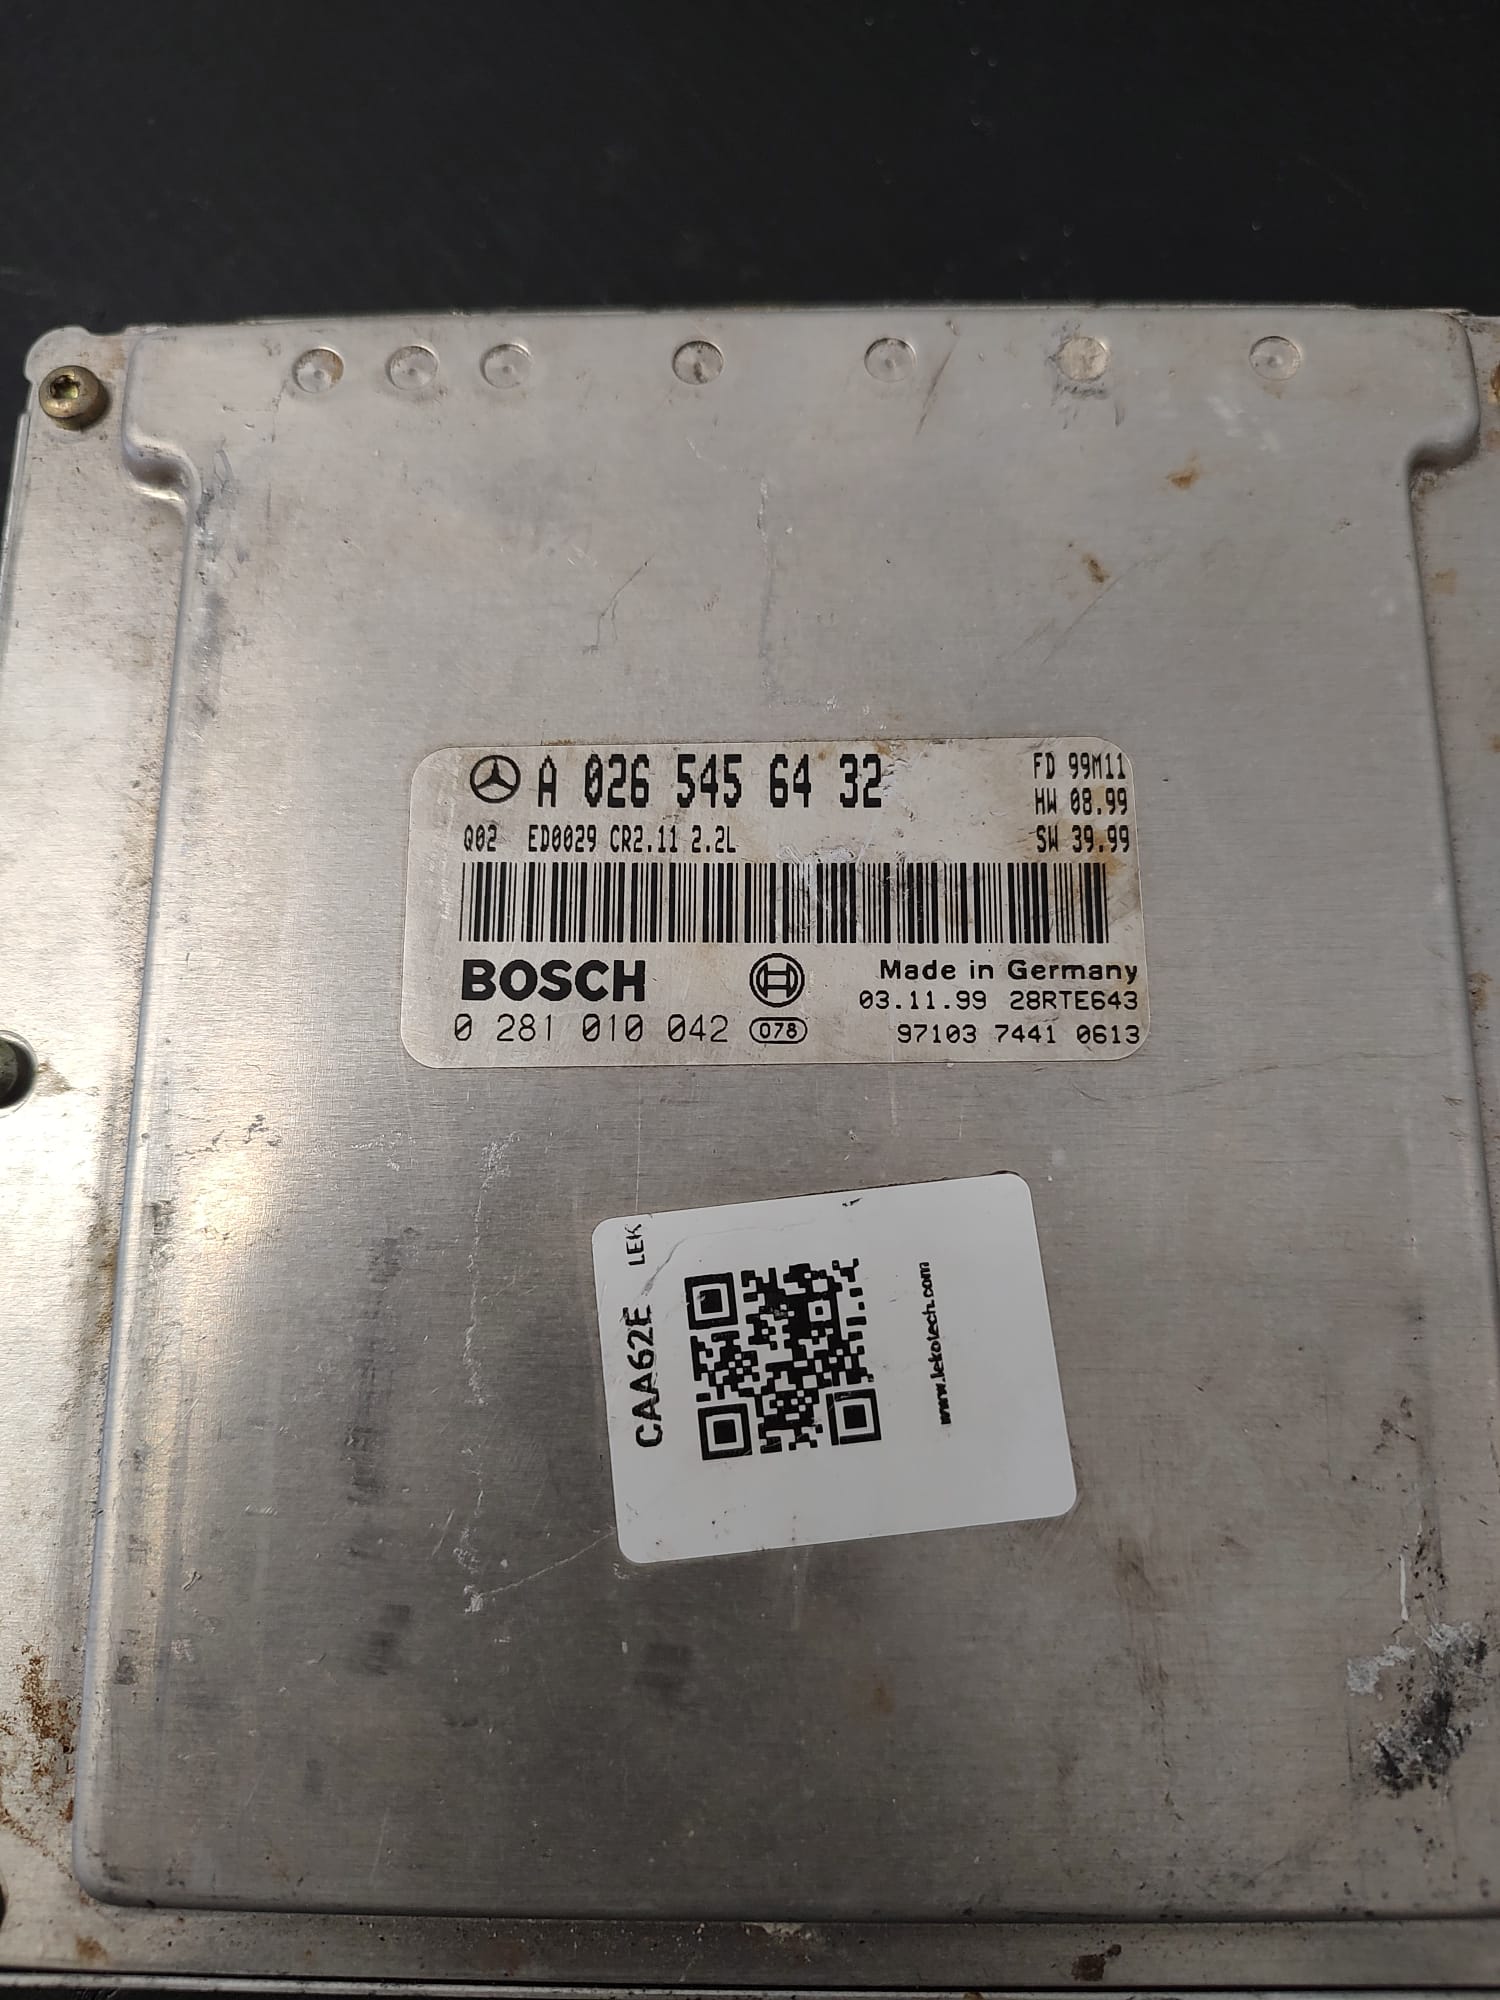 A 026 545 64 32
FD 99M11
HW 08.99
Q02 ED0029 CR2.11 2.2L
SW 39.99
BOSCH
Made in Germany
03.11.99 28RTE643
0 281 010 042 078
97103 7441 0613
CAA62E LEK
www.lekotech.com